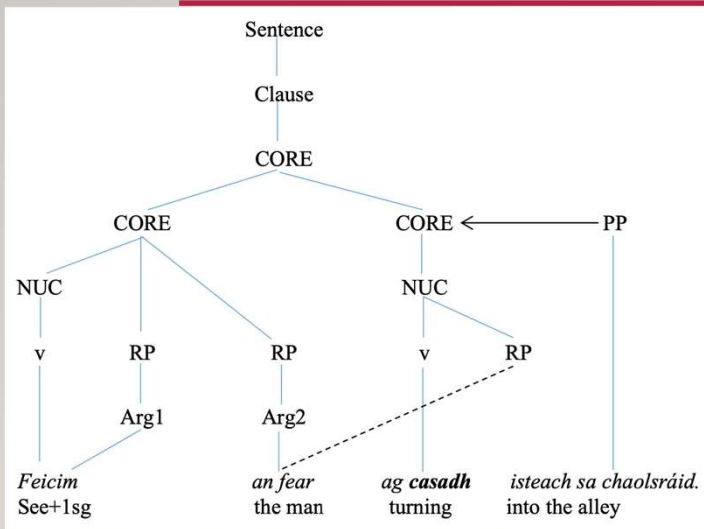 Sentence
Clause
CORE
CORE CORE PP
NUC NUC
v RP RP v RP
Arg1 Arg2
Feicim an fear ag casadh isteach sa chaolsráid.
See+1sg the man turning into the alley